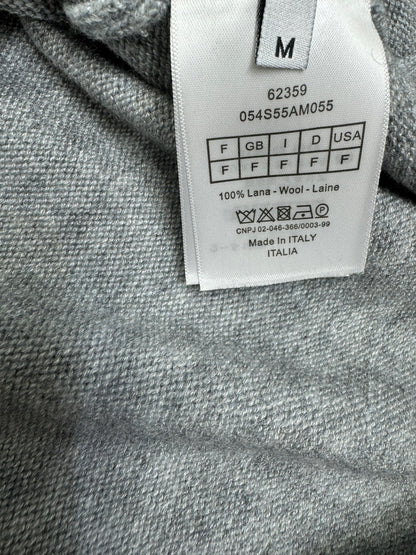 M
62359
054S55AM055
F GB I D USA
F F F F F
100% Lana - Wool - Laine
CNPJ 02-046-366/0003-99
Made in ITALY
ITALIA